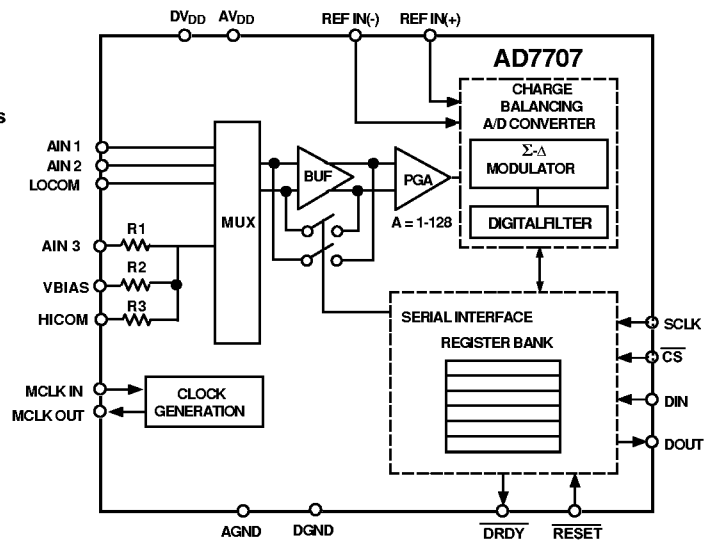 DVDD
AVDD
REF IN(-)
REF IN(+)
AD7707
s
CHARGE
BALANCING
A/D CONVERTER
Σ-Δ
MODULATOR
DIGITALFILTER
AIN 1
AIN 2
LOCOM
MUX
BUF
PGA
A = 1-128
AIN 3
R1
VBIAS
R2
HICOM
R3
SERIAL INTERFACE
REGISTER BANK
SCLK
CS
DIN
DOUT
MCLK IN
MCLK OUT
CLOCK
GENERATION
AGND
DGND
DRDY
RESET